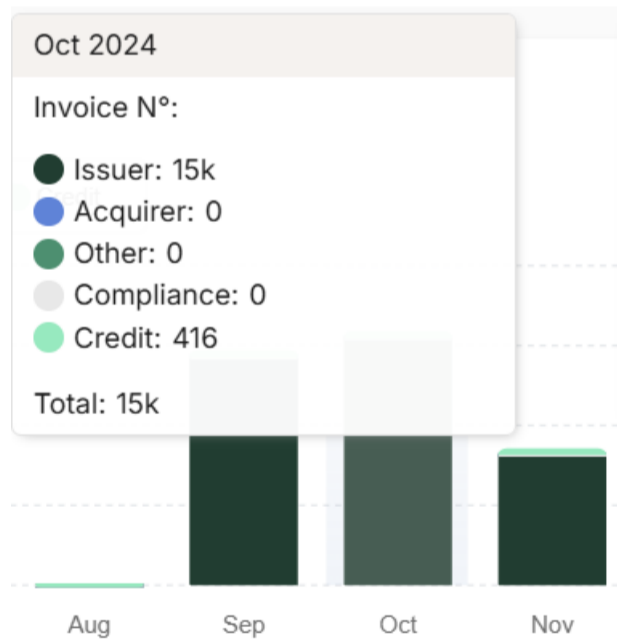 Oct 2024
Invoice N°:
Issuer: 15k
Credit
Acquirer: 0
Other: 0
Compliance: 0
Credit: 416
Total: 15k
Aug
Sep
Oct
Nov